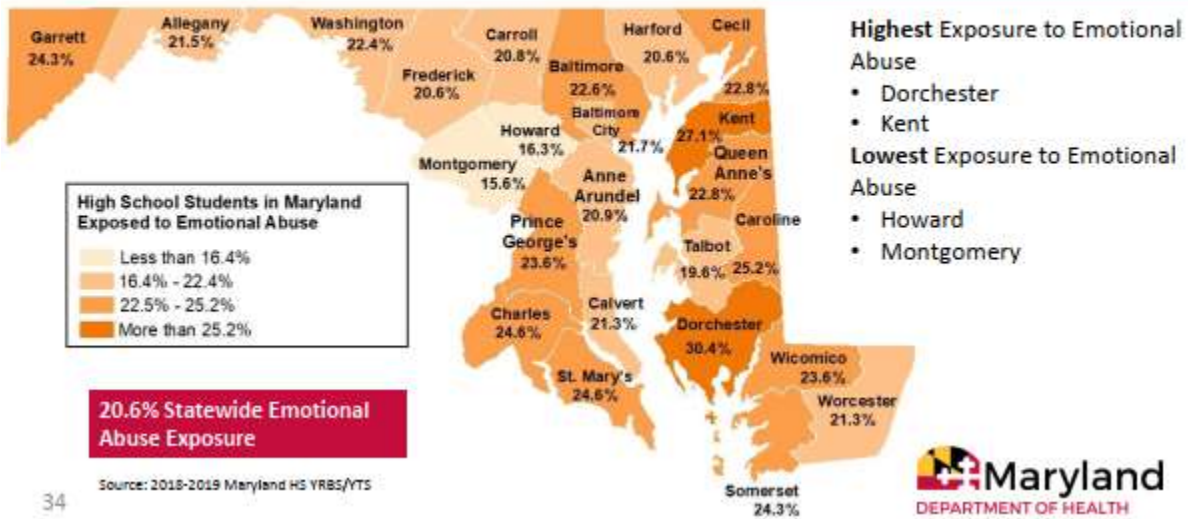 Garrett
24.3%
Allegany
21.5%
Washington
22.4%
Frederick
20.6%
Carroll
20.8%
Baltimore
22.6%
Baltimore
City
21.7%
Harford
20.6%
Cecil
22.8%
Howard
16.3%
Montgomery
15.6%
Kent
27.1%
Queen
Anne's
22.8%
Anne
Arundel
20.9%
Prince
George's
23.6%
Caroline
25.2%
Talbot
19.6%
Charles
24.6%
Calvert
21.3%
Dorchester
30.4%
St. Mary's
24.6%
Wicomico
23.6%
Worcester
21.3%
Somerset
24.3%
High School Students in Maryland
Exposed to Emotional Abuse
Less than 16.4%
16.4% - 22.4%
22.5% - 25.2%
More than 25.2%
20.6% Statewide Emotional
Abuse Exposure
Source: 2018-2019 Maryland HS YRBS/YTS
34
Highest Exposure to Emotional
Abuse
• Dorchester
• Kent
Lowest Exposure to Emotional
Abuse
• Howard
• Montgomery
Maryland
DEPARTMENT OF HEALTH